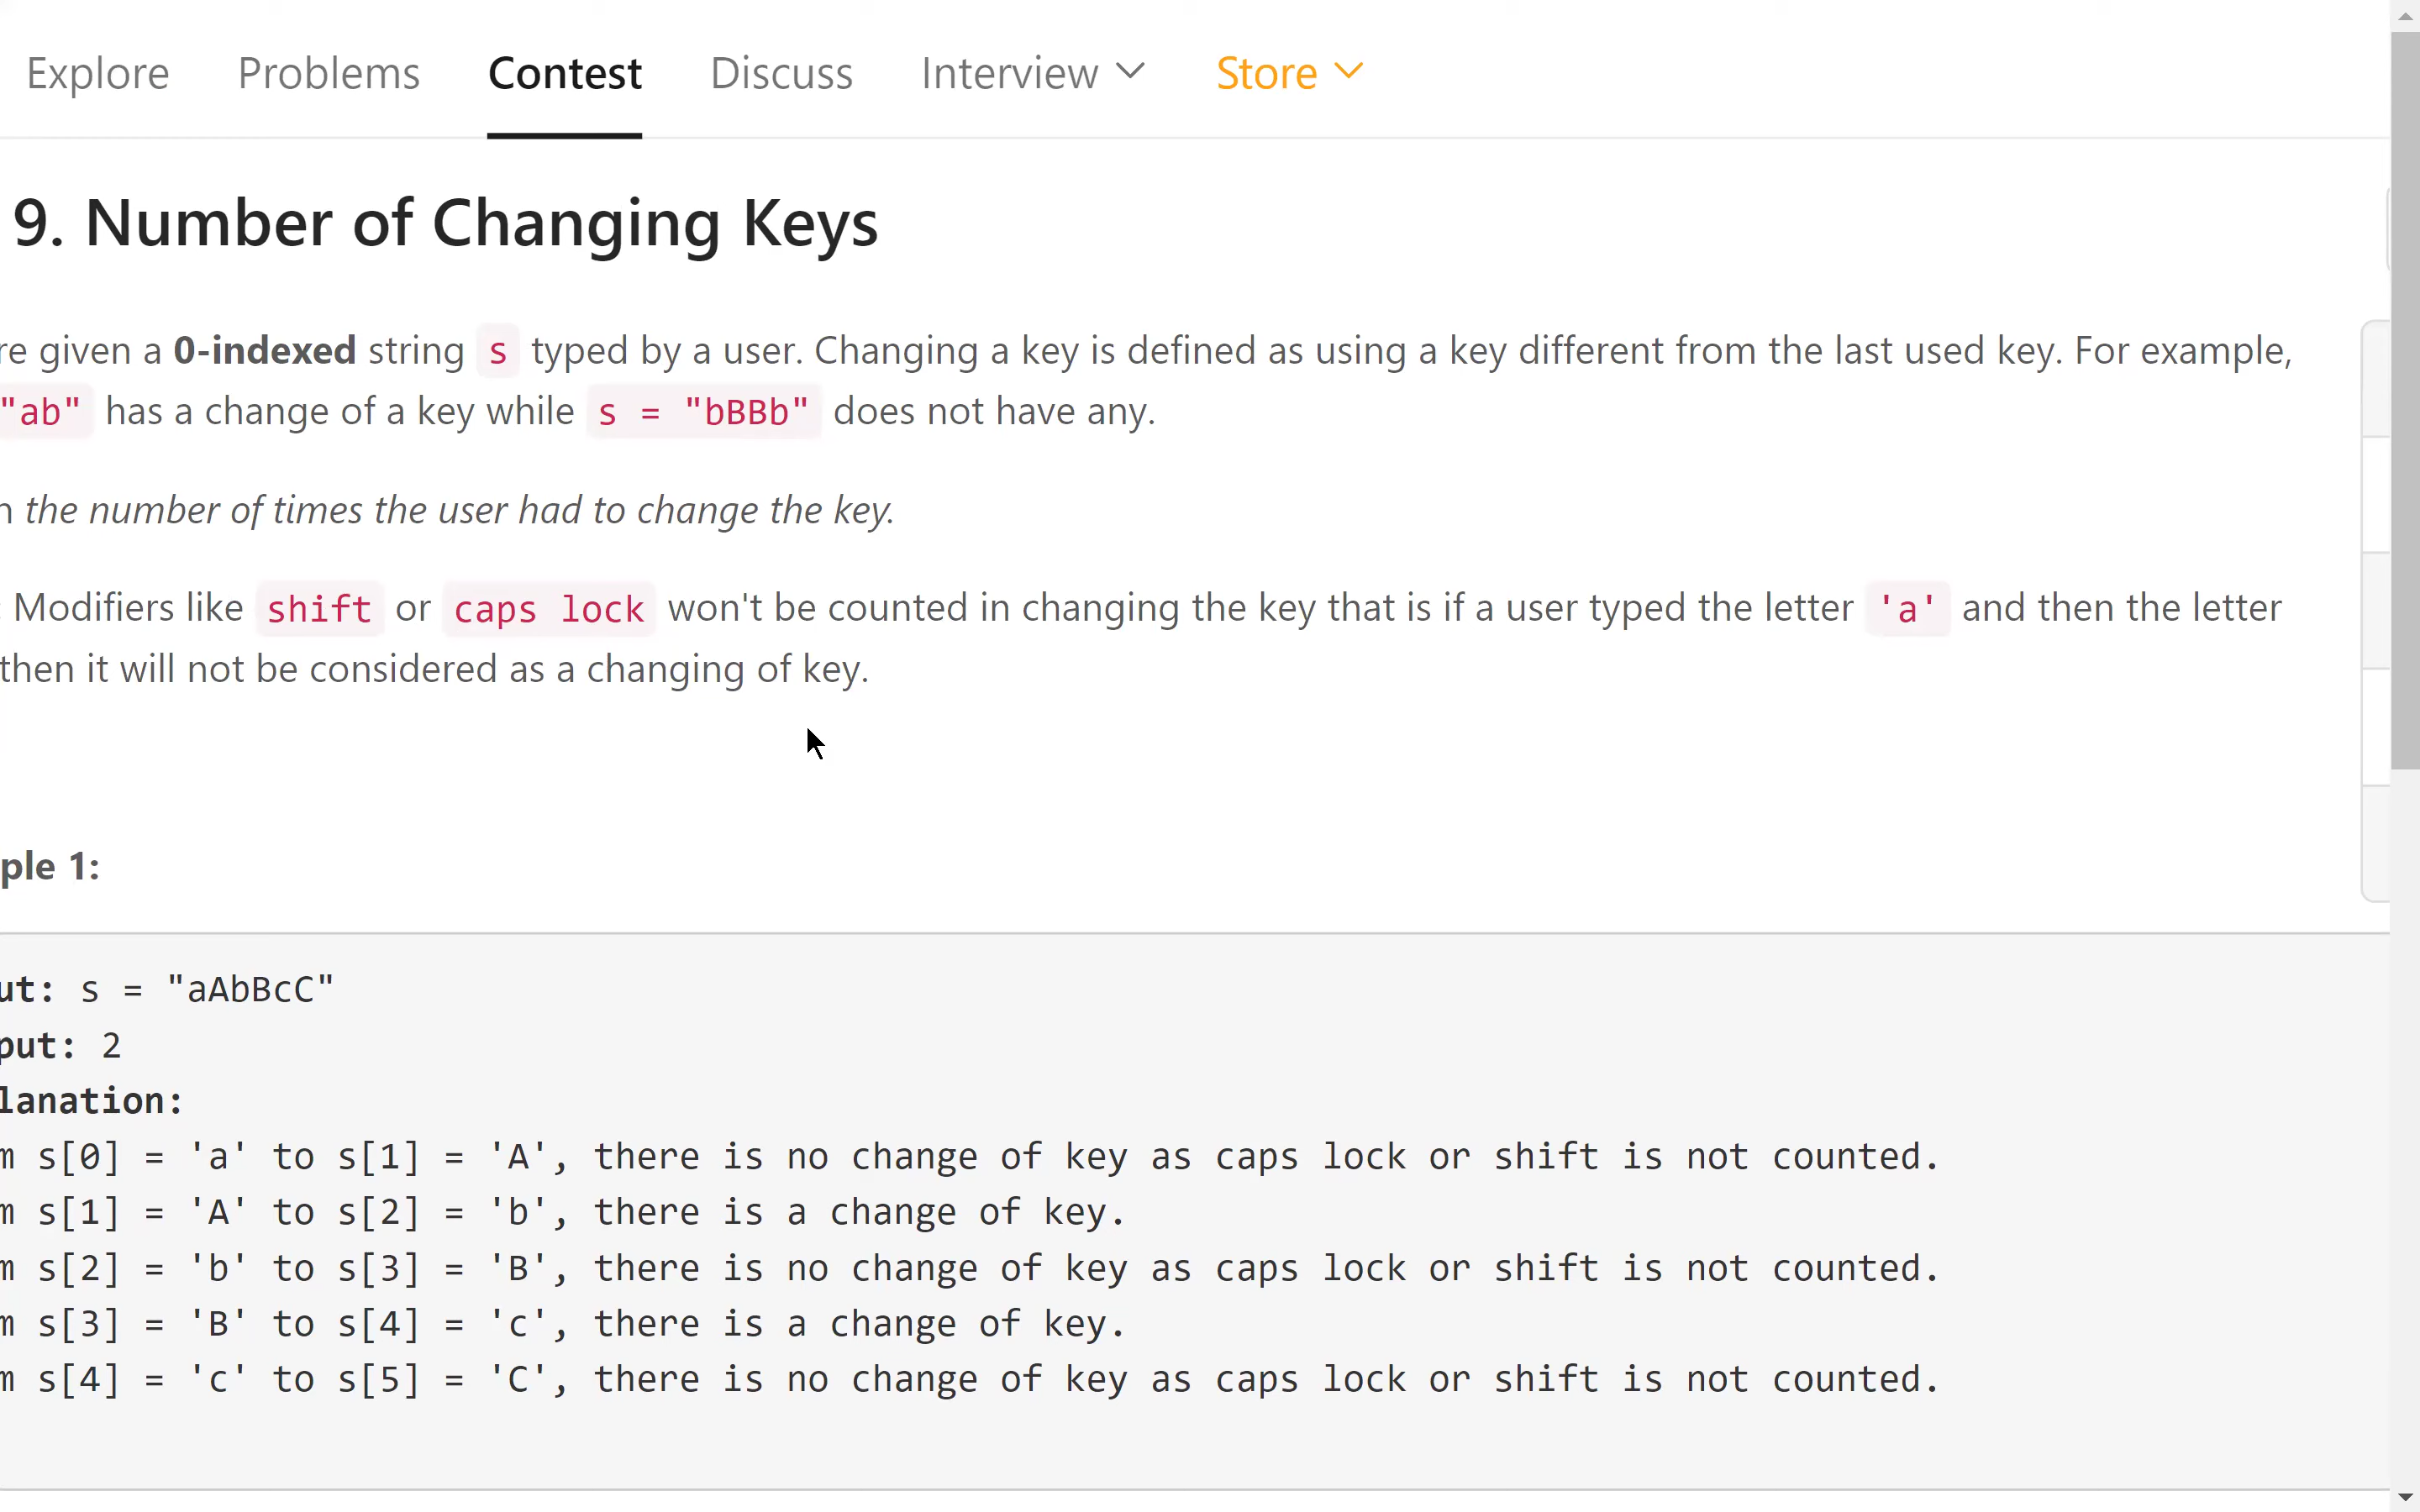 Explore Problems Contest Discuss Interview Store
9. Number of Changing Keys
re given a 0-indexed string s typed by a user. Changing a key is defined as using a key different from the last used key. For example,
"ab" has a change of a key while s = "bBBb" does not have any.
n the number of times the user had to change the key.
Modifiers like shift or caps lock won't be counted in changing the key that is if a user typed the letter 'a' and then the letter
then it will not be considered as a changing of key.
ple 1:
ut: s = "aAbBcC"
put: 2
lanation:
m s[0] = 'a' to s[1] = 'A', there is no change of key as caps lock or shift is not counted.
m s[1] = 'A' to s[2] = 'b', there is a change of key.
m s[2] = 'b' to s[3] = 'B', there is no change of key as caps lock or shift is not counted.
m s[3] = 'B' to s[4] = 'c', there is a change of key.
m s[4] = 'c' to s[5] = 'C', there is no change of key as caps lock or shift is not counted.